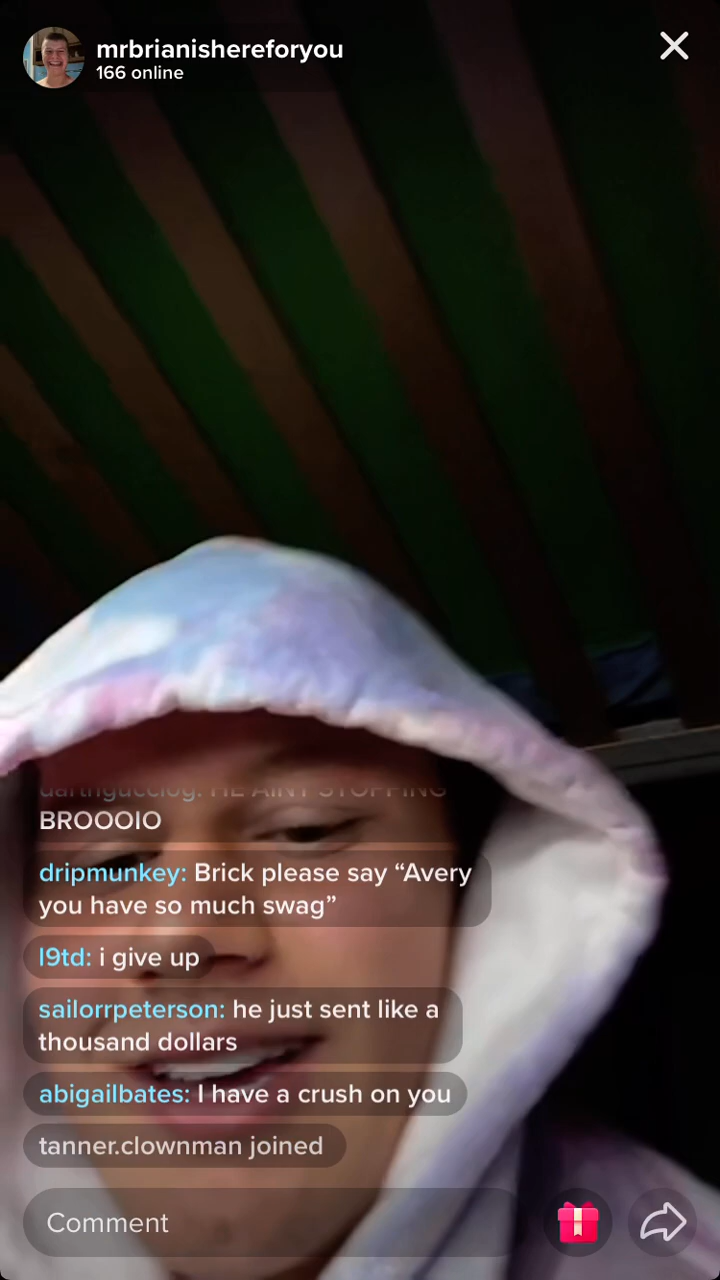 mrbrianishereforyou
166 online
BROOOIO
dripmunkey: Brick please say “Avery
you have so much swag”
l9td: i give up
sailorrpeterson: he just sent like a
thousand dollars
abigailbates: I have a crush on you
tanner.clownman joined
Comment